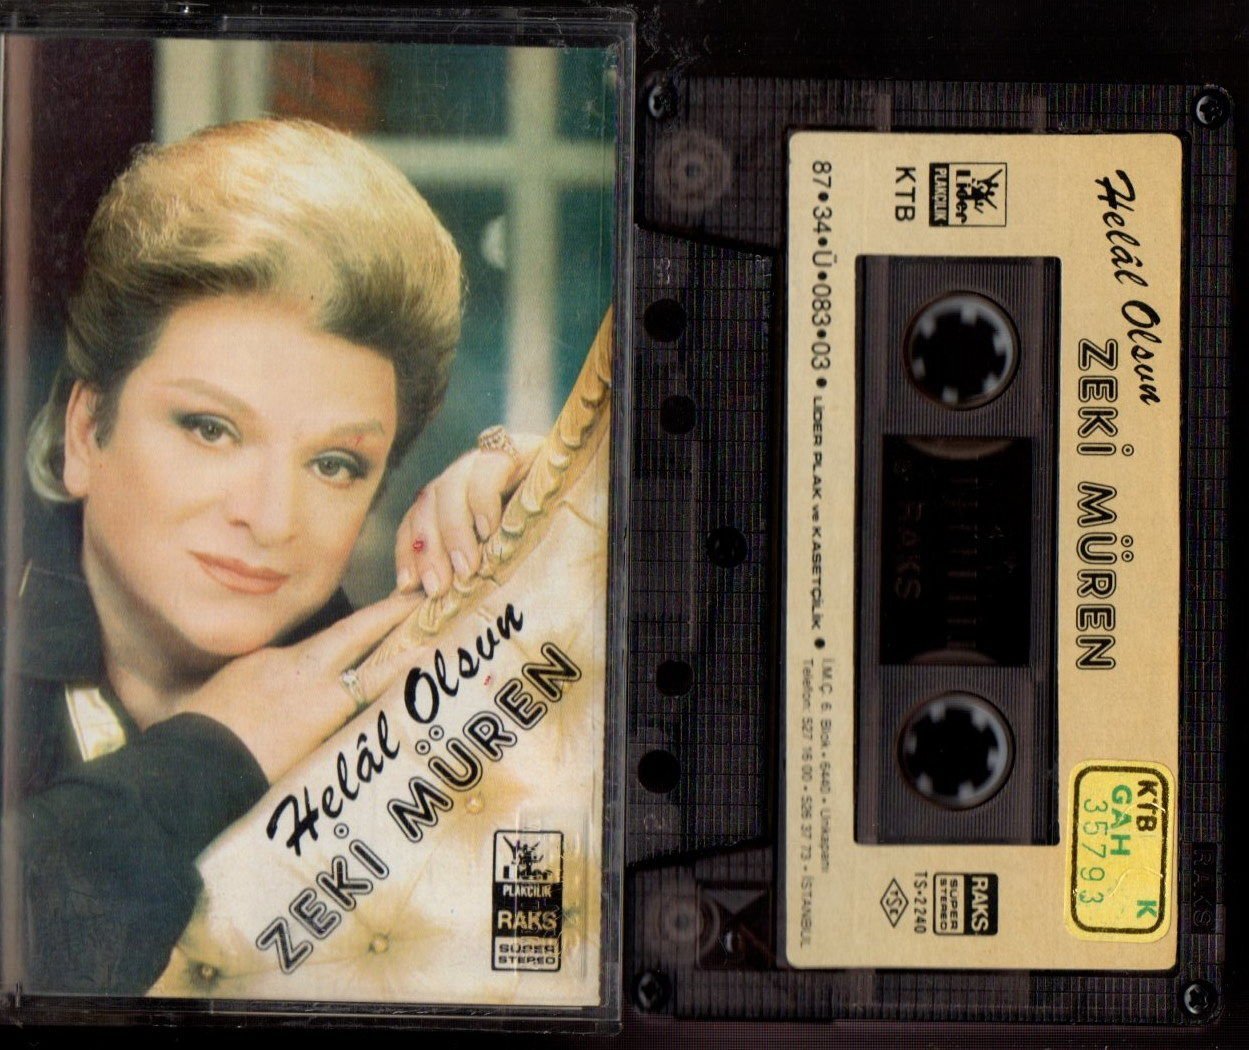 Helâl Olsun
ZEKİ MÜREN
Lider
PLAKÇILIK
RAKS
SÜPER
STEREO
Helâl Olsun
ZEKİ MÜREN
Lider
PLAKÇILIK
KTB
RAKS
KTB K
GAH
35793
RAKS
SÜPER
STEREO
TS-2240
TSE
87•34•Ü•083•03 • LİDER PLAK ve KASETÇİLİK •
İ.M.Ç. 6. Blok • 6440 • Unkapanı
Telefon: 527 16 00 • 526 37 73 • İSTANBUL
RAKS